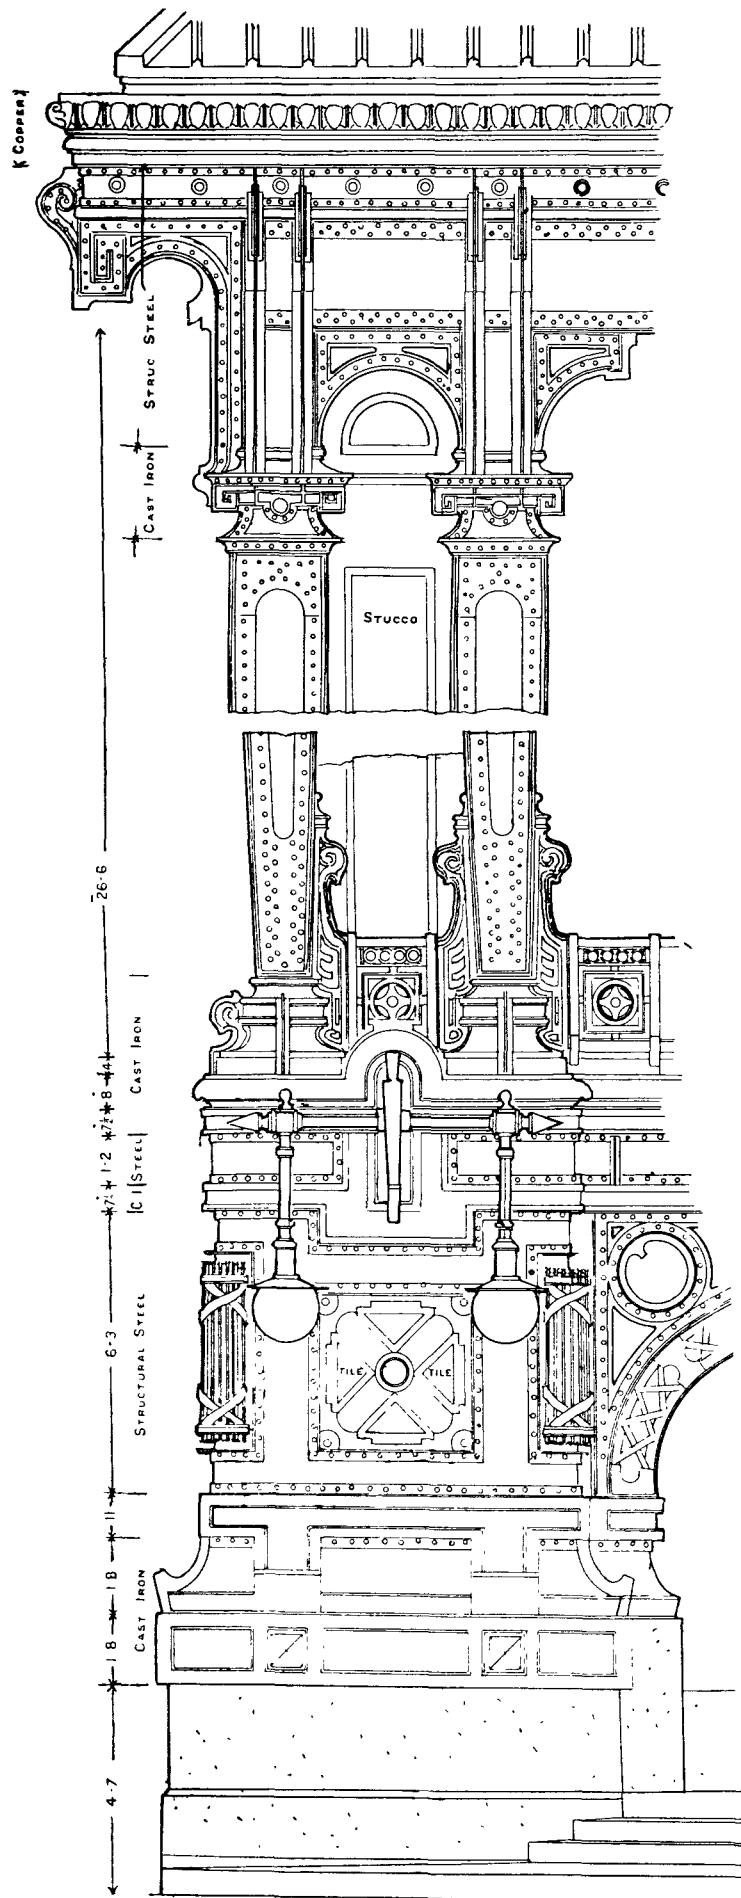 COPPER
STRUC STEEL
CAST IRON
STUCCO
26-6
CAST IRON
4
8
7½
STEEL
1-2
C I
7½
TILE TILE
6-3
STRUCTURAL STEEL
11
1 8
CAST IRON
1 8
4-7